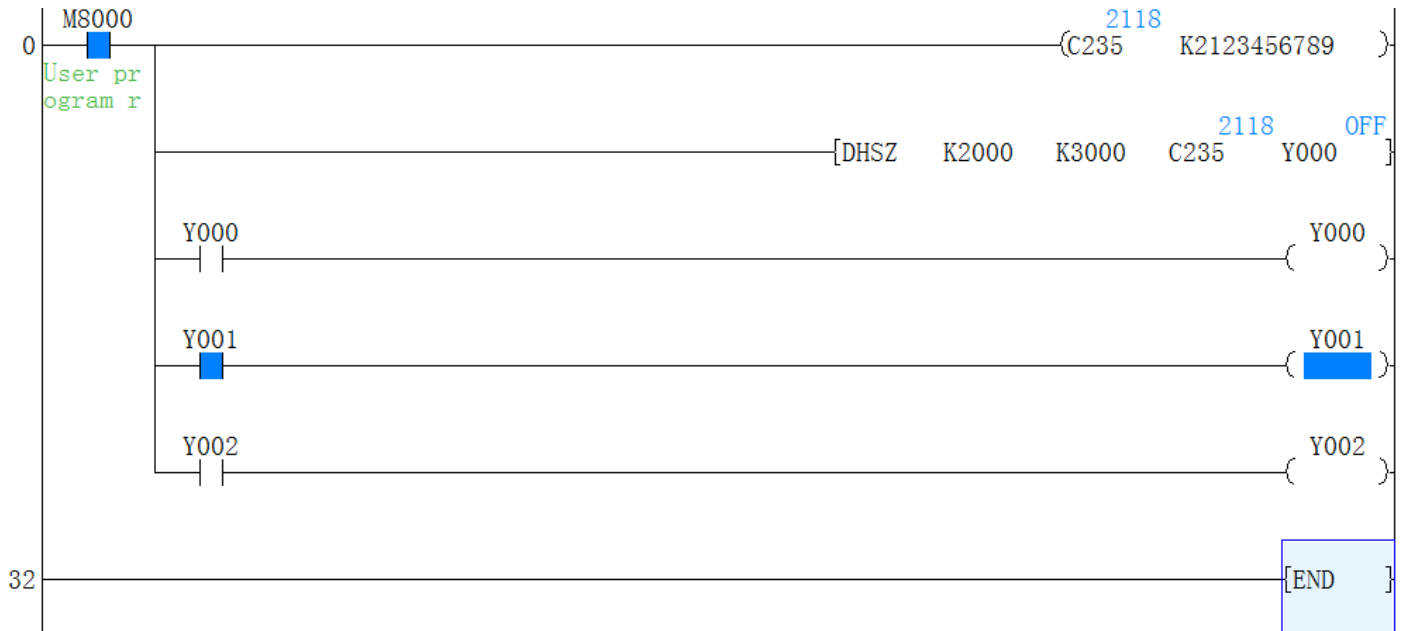 M8000 2118
0 (C235 K2123456789 )
User pr
ogram r
2118 OFF
[DHSZ K2000 K3000 C235 Y000 ]
Y000 Y000
( )
Y001 Y001
( )
Y002 Y002
( )
32 [END ]